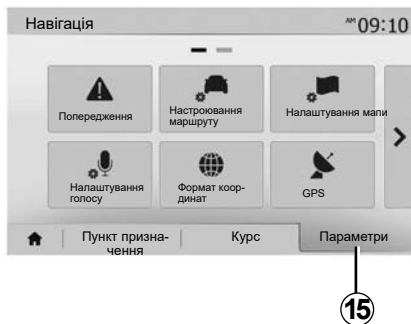 Навігація
AM 09:10
Попередження
Настроювання
маршруту
Налаштування мапи
Налаштування
голосу
Формат коор-
динат
GPS
Пункт призна-
чення
Курс
Параметри
15